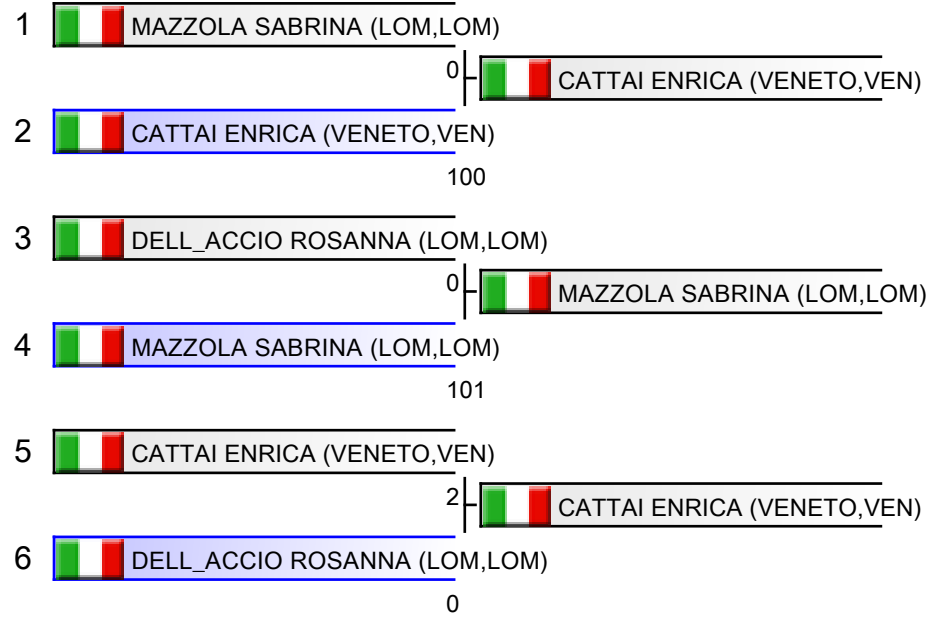 1 MAZZOLA SABRINA (LOM,LOM)
0 CATTAI ENRICA (VENETO,VEN)
2 CATTAI ENRICA (VENETO,VEN)
100
3 DELL_ACCIO ROSANNA (LOM,LOM)
0 MAZZOLA SABRINA (LOM,LOM)
4 MAZZOLA SABRINA (LOM,LOM)
101
5 CATTAI ENRICA (VENETO,VEN)
2 CATTAI ENRICA (VENETO,VEN)
6 DELL_ACCIO ROSANNA (LOM,LOM)
0